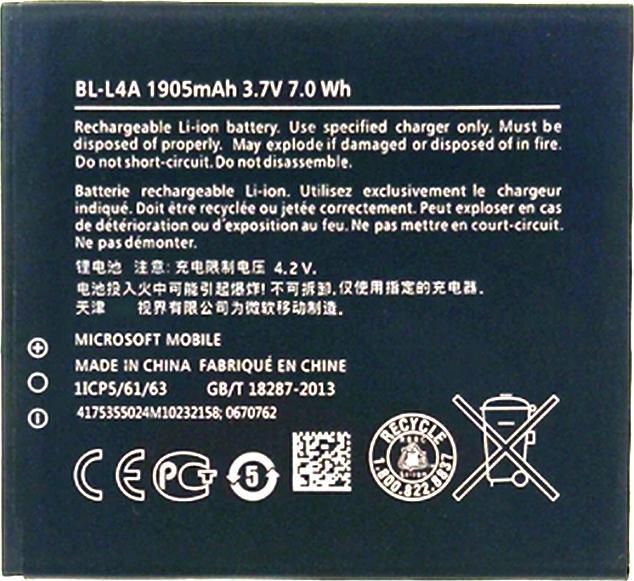 BL-L4A 1905mAh 3.7V 7.0 Wh
Rechargeable Li-ion battery. Use specified charger only. Must be
disposed of properly. May explode if damaged or disposed of in fire.
Do not short-circuit. Do not disassemble.
Batterie rechargeable Li-ion. Utilisez exclusivement le chargeur
indiqué. Doit être recyclée ou jetée correctement. Peut exploser en cas
de détérioration ou d'exposition au feu. Ne pas mettre en court-circuit.
Ne pas démonter.
锂电池 注意: 充电限制电压 4.2V.
电池投入火中可能引起爆炸! 不可拆卸, 仅使用指定的充电器.
天津 视界有限公司为微软移动制造.
MICROSOFT MOBILE
MADE IN CHINA FABRIQUÉ EN CHINE
1ICP5/61/63 GB/T 18287-2013
4175355024M10232158; 0670762
CE PCT 5
RECYCLE
LI-ION
1.800.822.8837